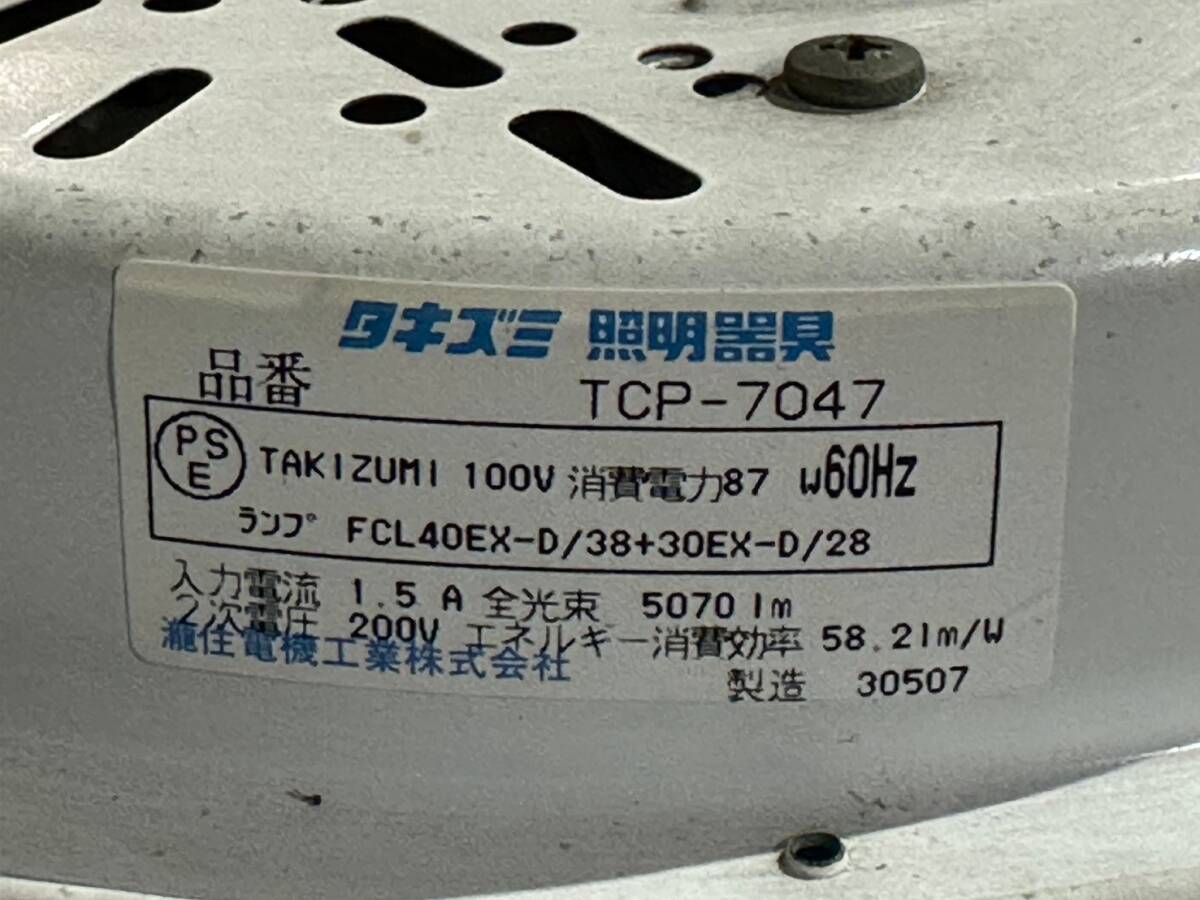 タキズミ 照明器具
品番 TCP-7047
PSE TAKIZUMI 100V 消費電力87 W60Hz
ランプ FCL40EX-D/38+30EX-D/28
入力電流 1.5 A 全光束 5070lm
2次電圧 200V エネルギー消費効率 58.2lm/W
瀧住電機工業株式会社
製造 30507